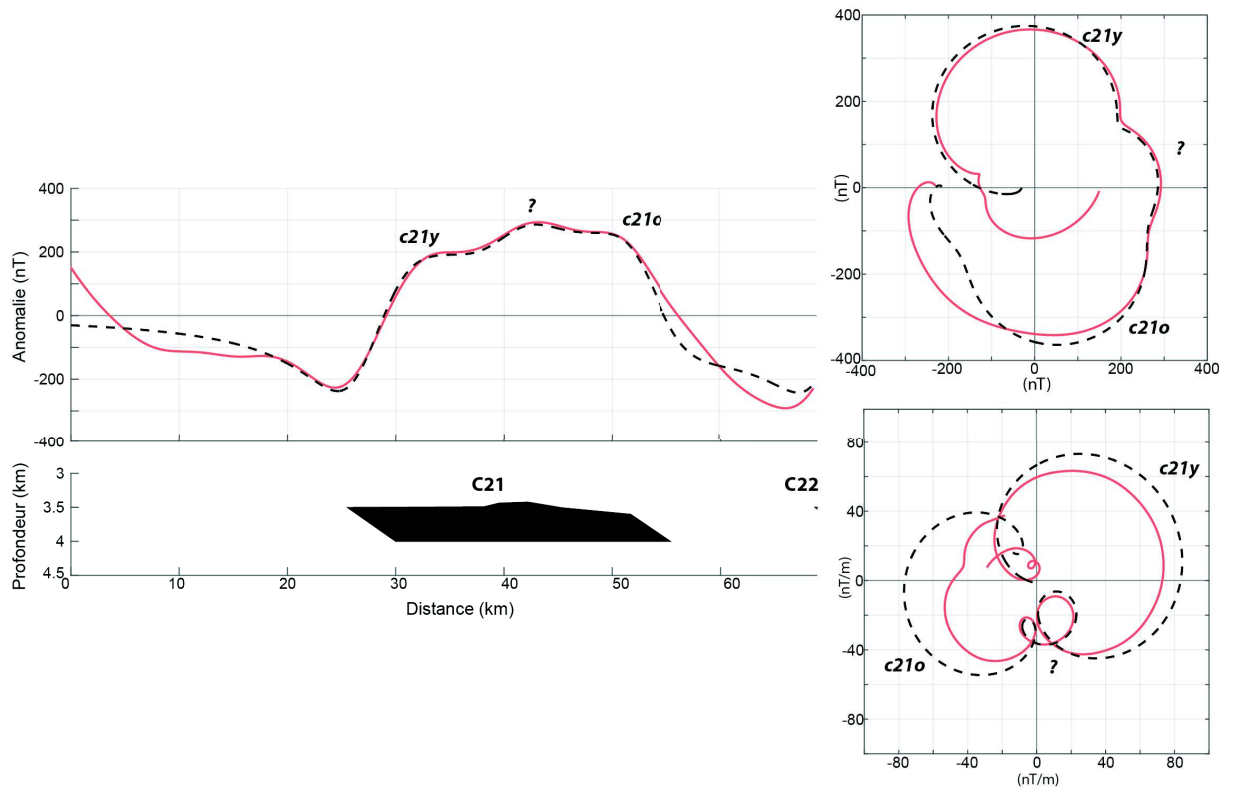 400
200
0
-200
-400
Anomalie (nT)
c21y
?
c21o
3
3.5
4
4.5
Profondeur (km)
C21
C22
0
10
20
30
40
50
60
Distance (km)
400
200
0
-200
-400
(nT)
c21y
?
c21o
-400
-200
0
200
400
(nT)
80
40
0
-40
-80
(nT/m)
c21y
c21o
?
-80
-40
0
40
80
(nT/m)